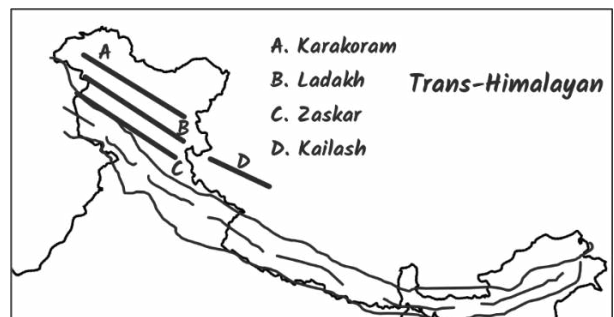 A
A. Karakoram
B. Ladakh
Trans-Himalayan
C. Zaskar
D. Kailash
B
C
D